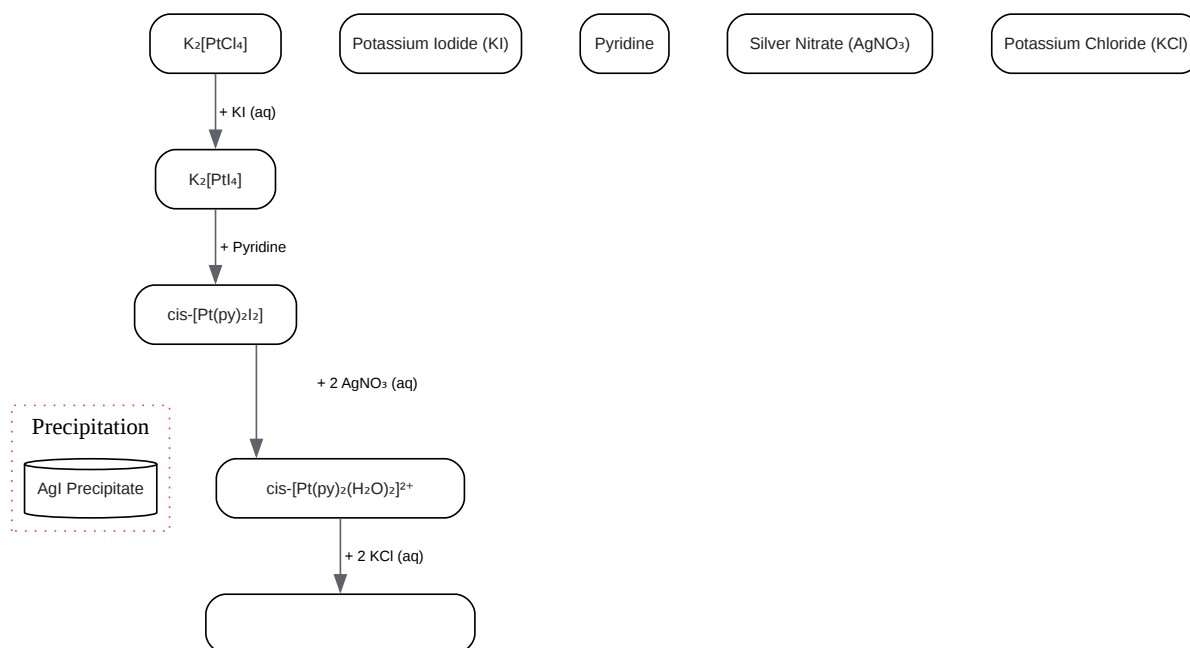 K₂[PtCl₄]
Potassium Iodide (KI)
Pyridine
Silver Nitrate (AgNO₃)
Potassium Chloride (KCl)
+ KI (aq)
K₂[PtI₄]
+ Pyridine
cis-[Pt(py)₂I₂]
+ 2 AgNO₃ (aq)
Precipitation
AgI Precipitate
cis-[Pt(py)₂(H₂O)₂]²⁺
+ 2 KCl (aq)